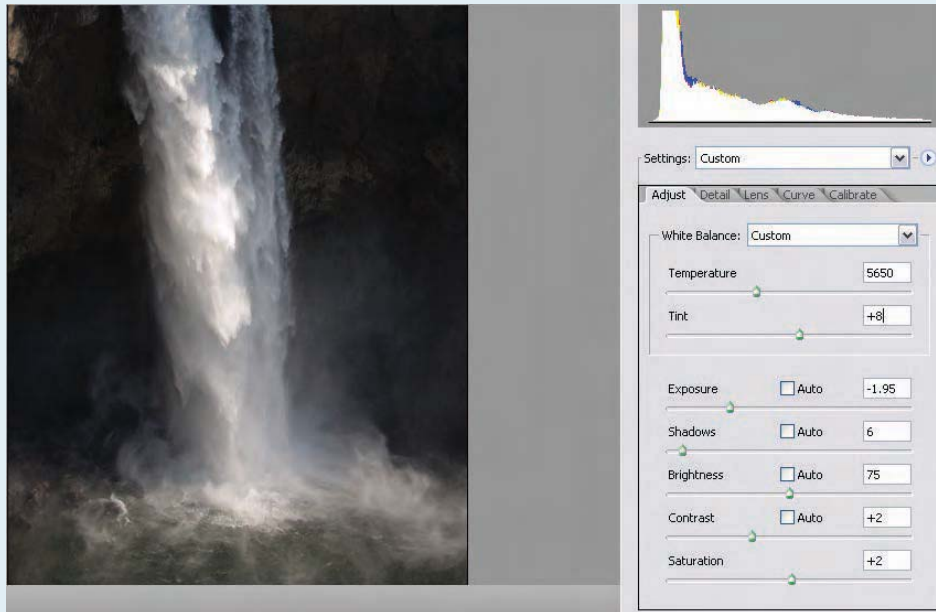 Settings: Custom
Adjust Detail Lens Curve Calibrate
White Balance: Custom
Temperature 5650
Tint +8
Exposure Auto -1.95
Shadows Auto 6
Brightness Auto 75
Contrast Auto +2
Saturation +2